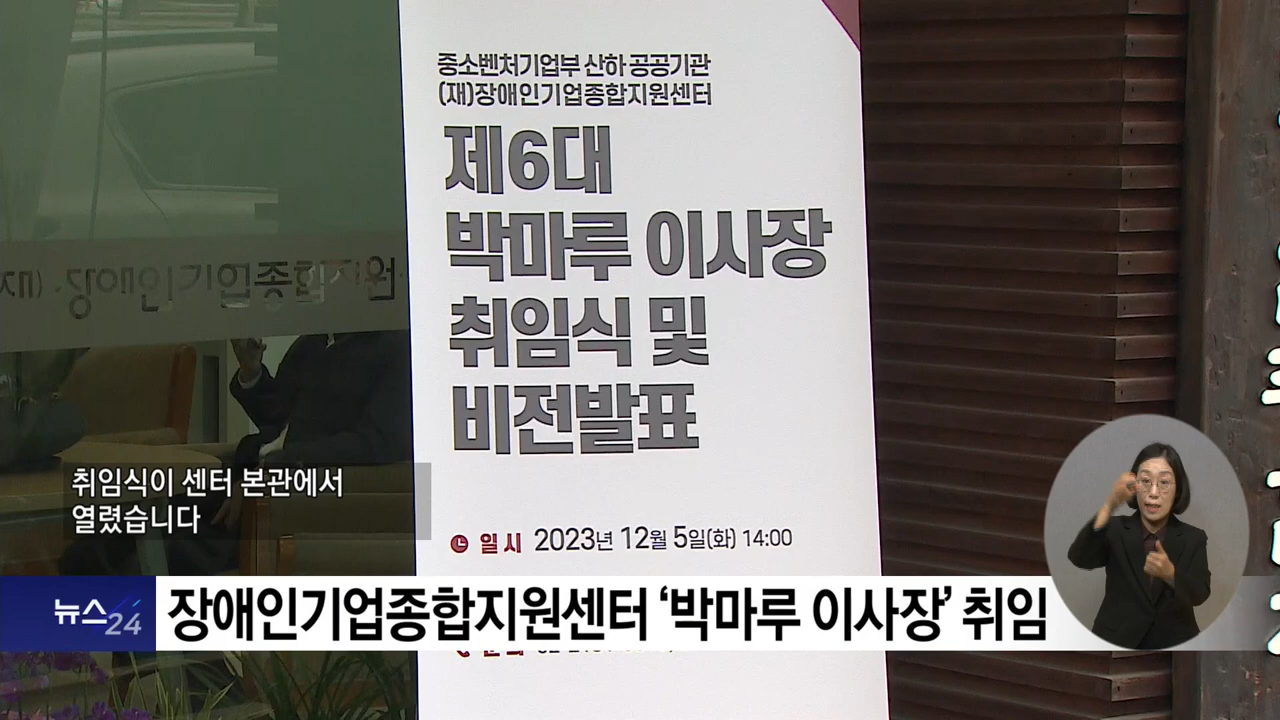 중소벤처기업부 산하 공공기관
(재)장애인기업종합지원센터
제6대
박마루 이사장
취임식 및
비전발표
재) 장애인기업종합지원
취임식이 센터 본관에서
열렸습니다
일시 2023년 12월 5일(화) 14:00
뉴스24
장애인기업종합지원센터 ‘박마루 이사장’ 취임